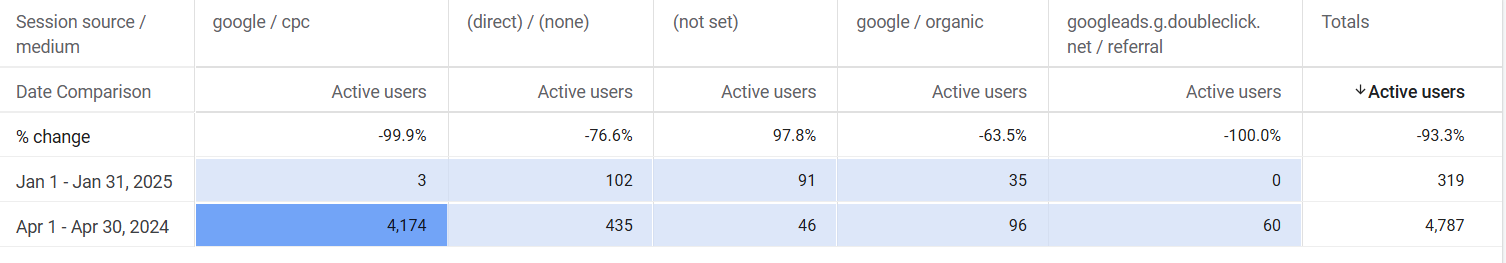 Session source / medium google / cpc (direct) / (none) (not set) google / organic googleads.g.doubleclick.net / referral Totals
Date Comparison Active users Active users Active users Active users Active users ↓Active users
% change -99.9% -76.6% 97.8% -63.5% -100.0% -93.3%
Jan 1 - Jan 31, 2025 3 102 91 35 0 319
Apr 1 - Apr 30, 2024 4,174 435 46 96 60 4,787